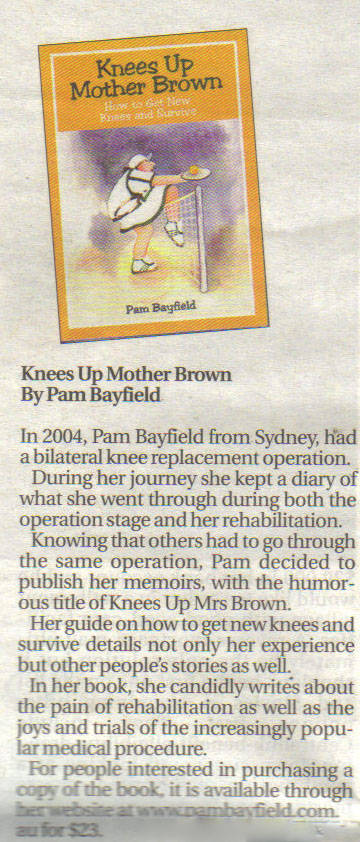 Knees Up
Mother Brown
How to Get New
Knees and Survive
Pam Bayfield
Knees Up Mother Brown
By Pam Bayfield
In 2004, Pam Bayfield from Sydney, had
a bilateral knee replacement operation.
During her journey she kept a diary of
what she went through during both the
operation stage and her rehabilitation.
Knowing that others had to go through
the same operation, Pam decided to
publish her memoirs, with the humor-
ous title of Knees Up Mrs Brown.
Her guide on how to get new knees and
survive details not only her experience
but other people's stories as well.
In her book, she candidly writes about
the pain of rehabilitation as well as the
joys and trials of the increasingly popu-
lar medical procedure.
For people interested in purchasing a
copy of the book, it is available through
her website at www.pambayfield.com.
au for $23.